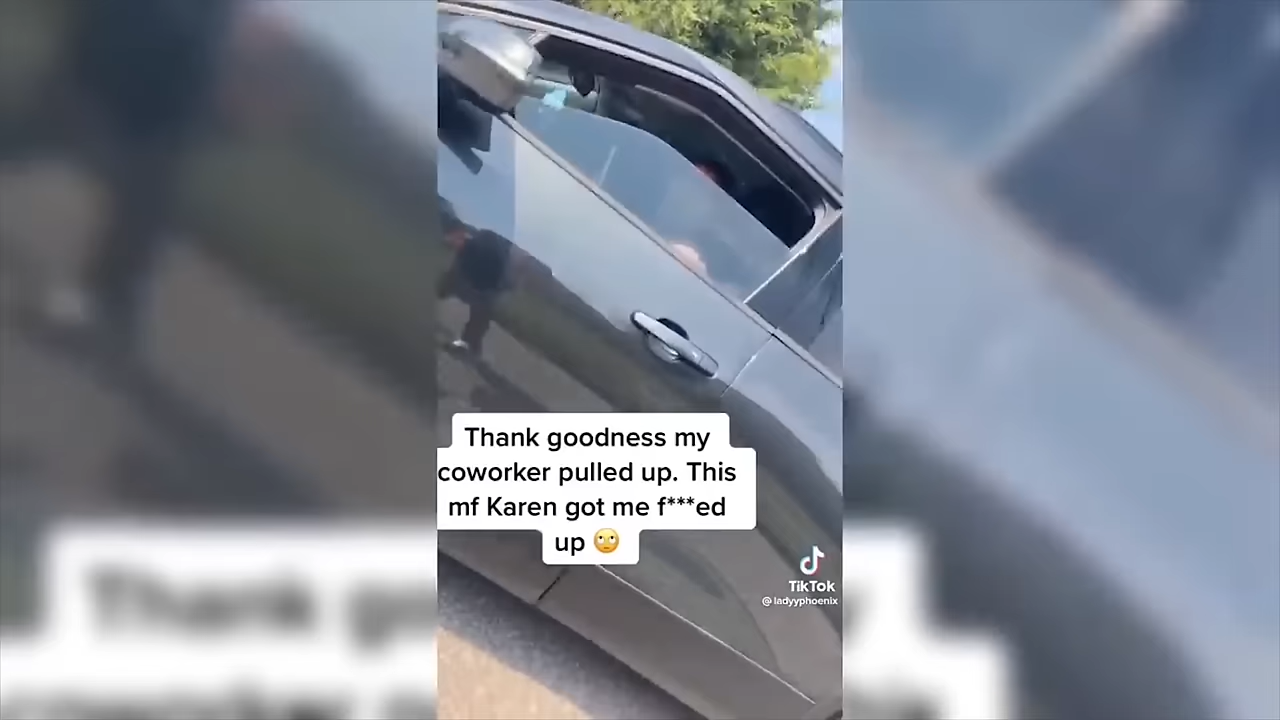 Thank goodness my
coworker pulled up. This
mf Karen got me f***ed
up 🙄
TikTok
@ladyyphoenix